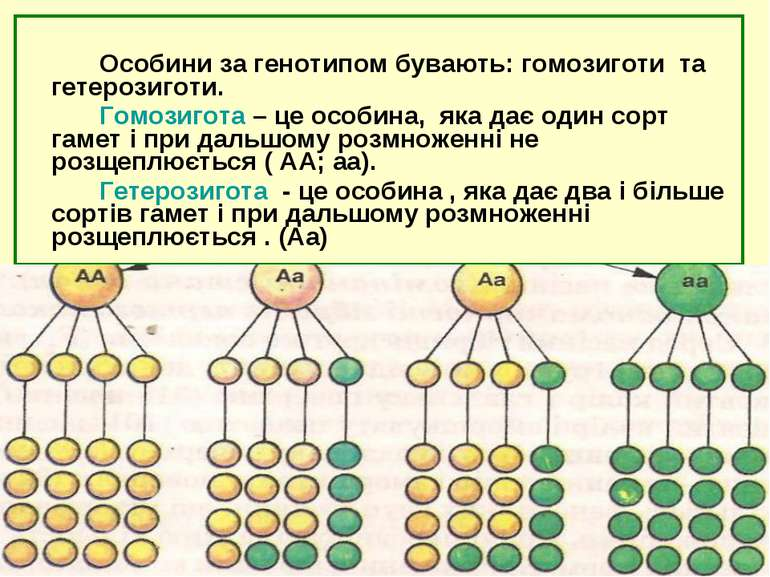 Особини за генотипом бувають: гомозиготи та
гетерозиготи.
Гомозигота – це особина, яка дає один сорт
гамет і при дальшому розмноженні не
розщеплюється ( АА; аа).
Гетерозигота - це особина , яка дає два і більше
сортів гамет і при дальшому розмноженні
розщеплюється . (Аа)
АА Аа Аа аа